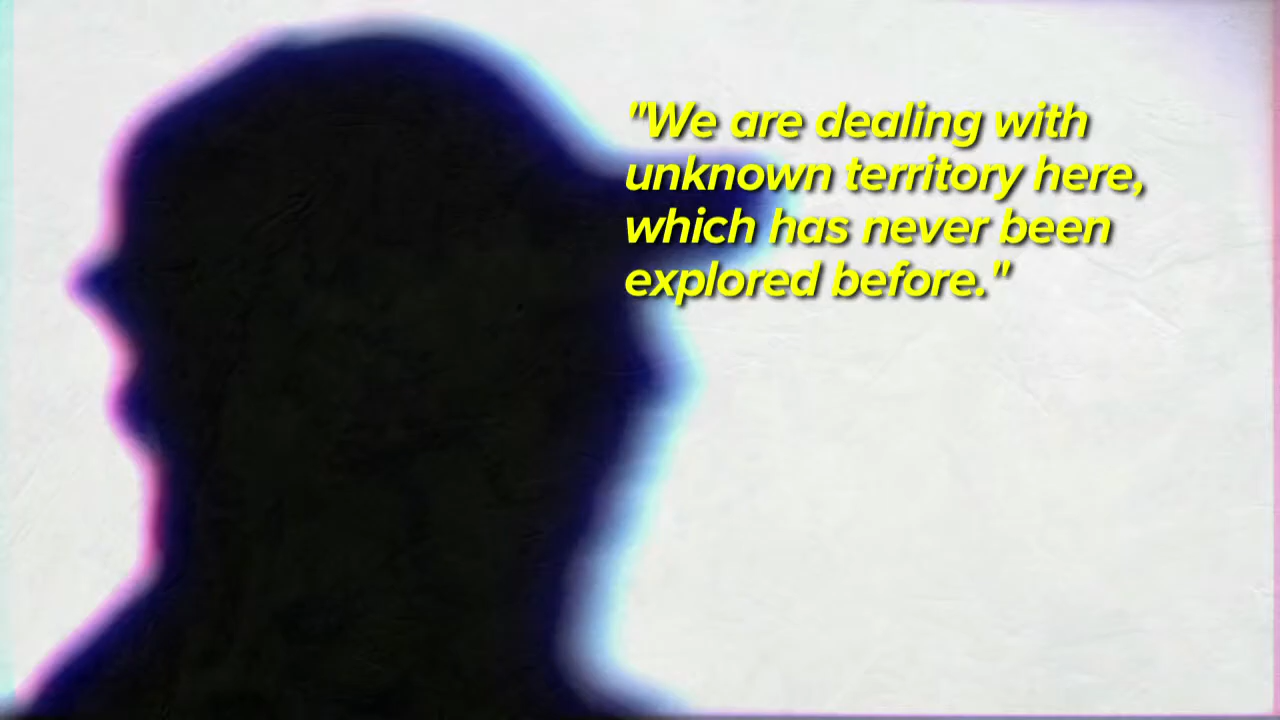 "We are dealing with
unknown territory here,
which has never been
explored before."